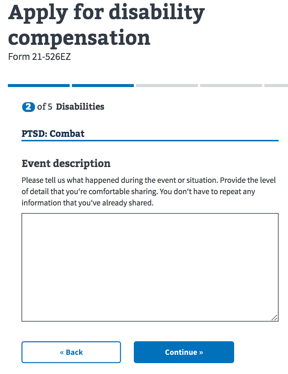 Apply for disability
compensation
Form 21-526EZ
2 of 5 Disabilities
PTSD: Combat
Event description
Please tell us what happened during the event or situation. Provide the level
of detail that you're comfortable sharing. You don't have to repeat any
information that you've already shared.
« Back
Continue »